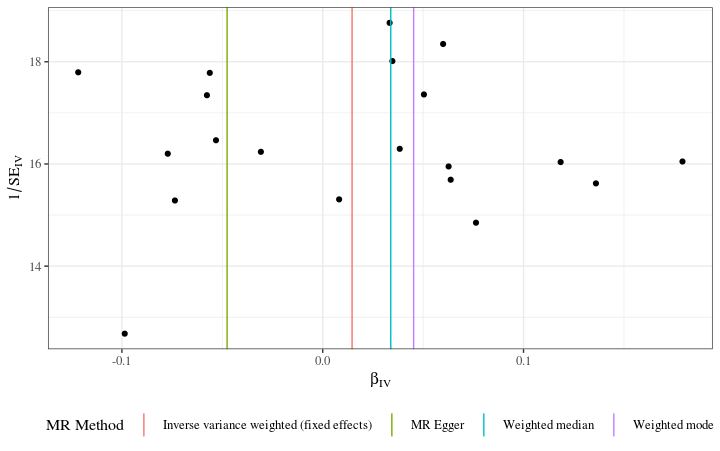 18
16
14
1/SE_IV
-0.1
0.0
0.1
β_IV
MR Method
Inverse variance weighted (fixed effects)
MR Egger
Weighted median
Weighted mode